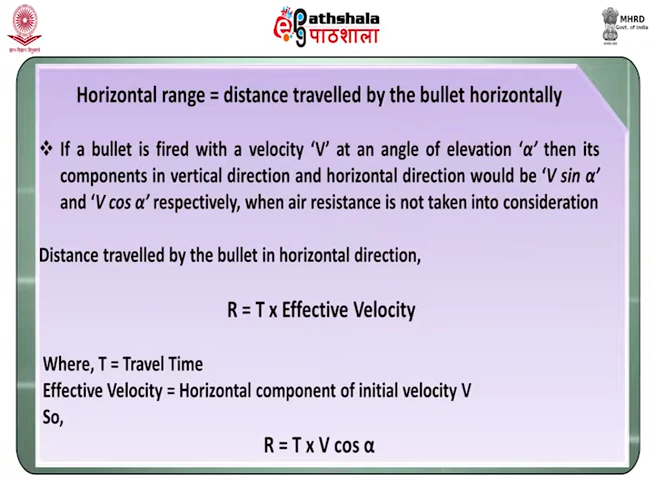 ePathshala
पाठशाला
MHRD
Govt. of India
Horizontal range = distance travelled by the bullet horizontally
❖ If a bullet is fired with a velocity ‘V’ at an angle of elevation ‘α’ then its
components in vertical direction and horizontal direction would be ‘V sin α’
and ‘V cos α’ respectively, when air resistance is not taken into consideration
Distance travelled by the bullet in horizontal direction,
R = T x Effective Velocity
Where, T = Travel Time
Effective Velocity = Horizontal component of initial velocity V
So,
R = T x V cos α